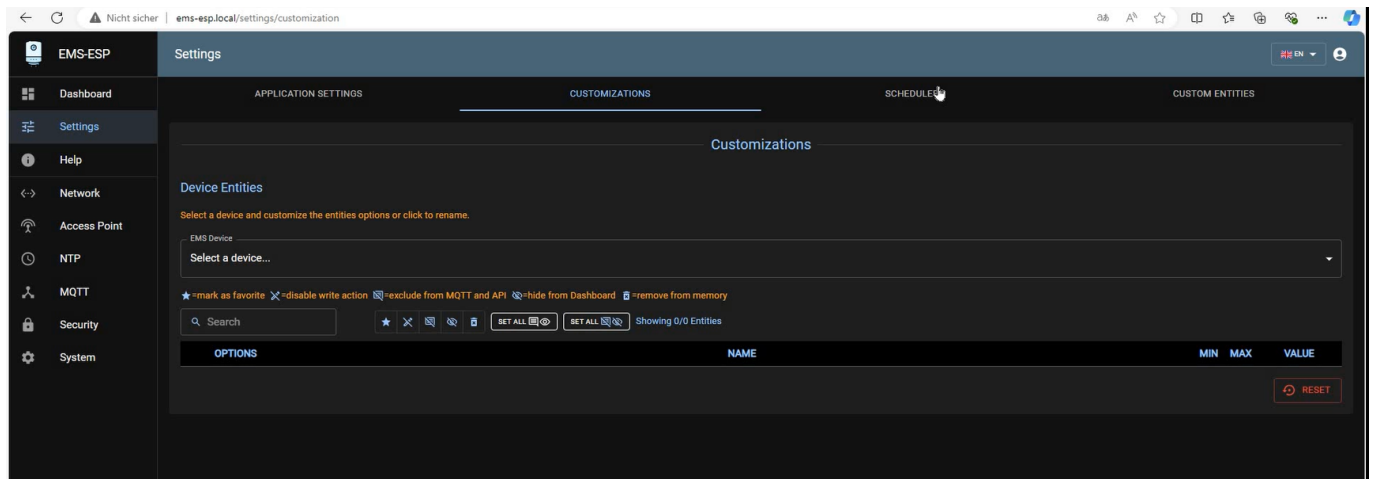 Nicht sicher | ems-esp.local/settings/customization
EMS-ESP
Settings
EN
Dashboard
Settings
Help
Network
Access Point
NTP
MQTT
Security
System
APPLICATION SETTINGS
CUSTOMIZATIONS
SCHEDULER
CUSTOM ENTITIES
Customizations
Device Entities
Select a device and customize the entities options or click to rename.
EMS Device
Select a device...
=mark as favorite =disable write action =exclude from MQTT and API =hide from Dashboard =remove from memory
Search
SET ALL
SET ALL
Showing 0/0 Entities
OPTIONS NAME MIN MAX VALUE
RESET